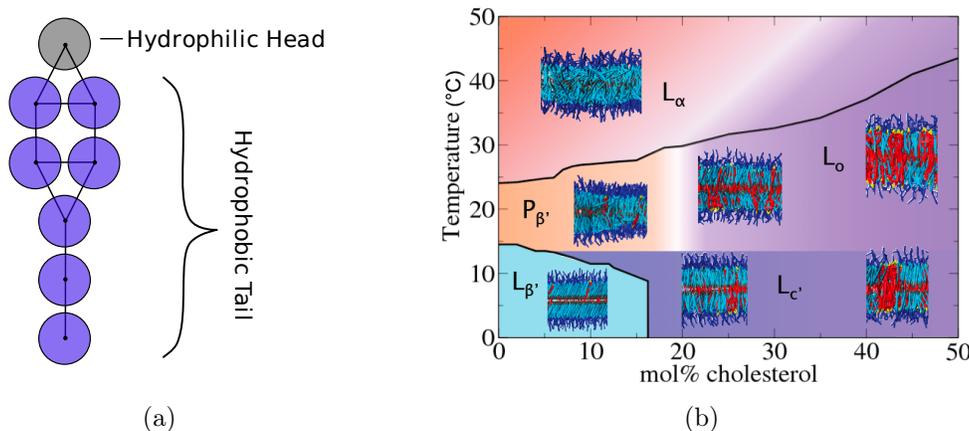 Hydrophilic Head
Hydrophobic Tail
(a)
Temperature (°C)
50
40
30
20
10
0
Lα
Lo
Pβ'
Lβ'
Lc'
0 10 20 30 40 50
mol% cholesterol
(b)